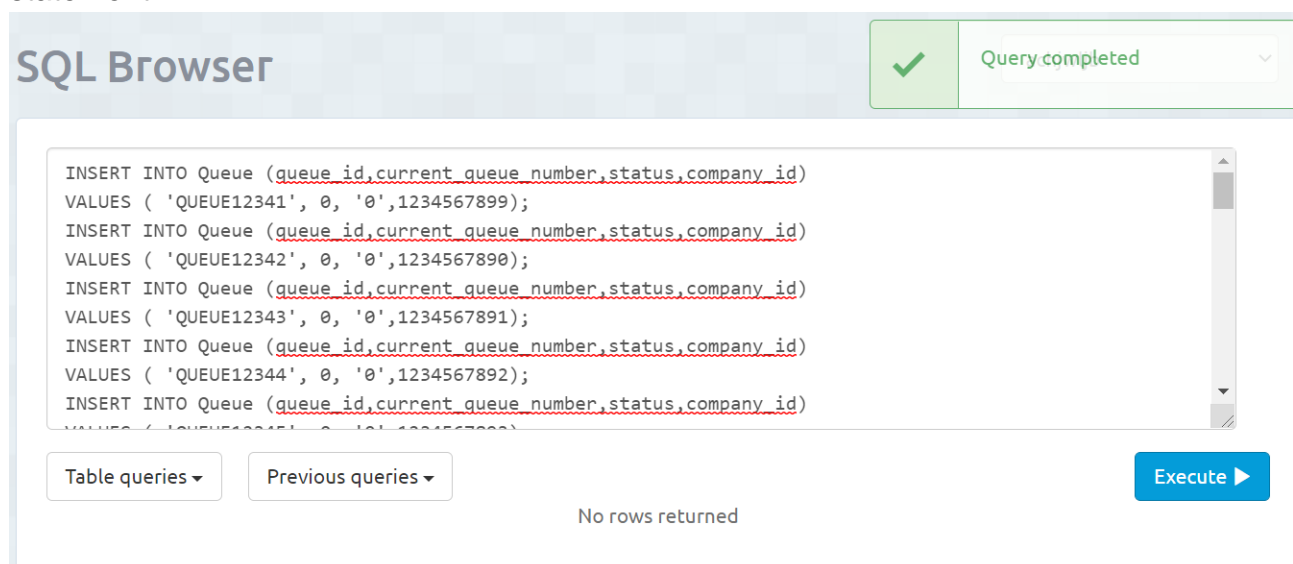 SQL Browser
Query completed
INSERT INTO Queue (queue_id,current_queue_number,status,company_id)
VALUES ( 'QUEUE12341', 0, '0',1234567899);
INSERT INTO Queue (queue_id,current_queue_number,status,company_id)
VALUES ( 'QUEUE12342', 0, '0',1234567890);
INSERT INTO Queue (queue_id,current_queue_number,status,company_id)
VALUES ( 'QUEUE12343', 0, '0',1234567891);
INSERT INTO Queue (queue_id,current_queue_number,status,company_id)
VALUES ( 'QUEUE12344', 0, '0',1234567892);
INSERT INTO Queue (queue_id,current_queue_number,status,company_id)
Table queries
Previous queries
Execute
No rows returned